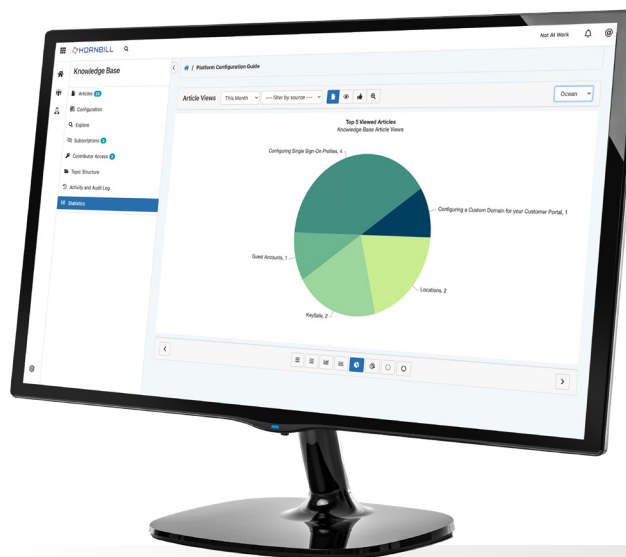 HORNBILL
Not At Work
Knowledge Base
Articles 15
Configuration
Explore
Subscriptions
Contributor Access
Topic Structure
Activity and Audit Log
Statistics
/ Platform Configuration Guide
Article Views
This Month
---- filter by source ----
Ocean
Top 5 Viewed Articles
Knowledge Base Article Views
Configuring Single Sign-On Profiles, 4
Configuring a Custom Domain for your Customer Portal, 1
Guest Accounts, 1
Locations, 2
KeySafe, 2